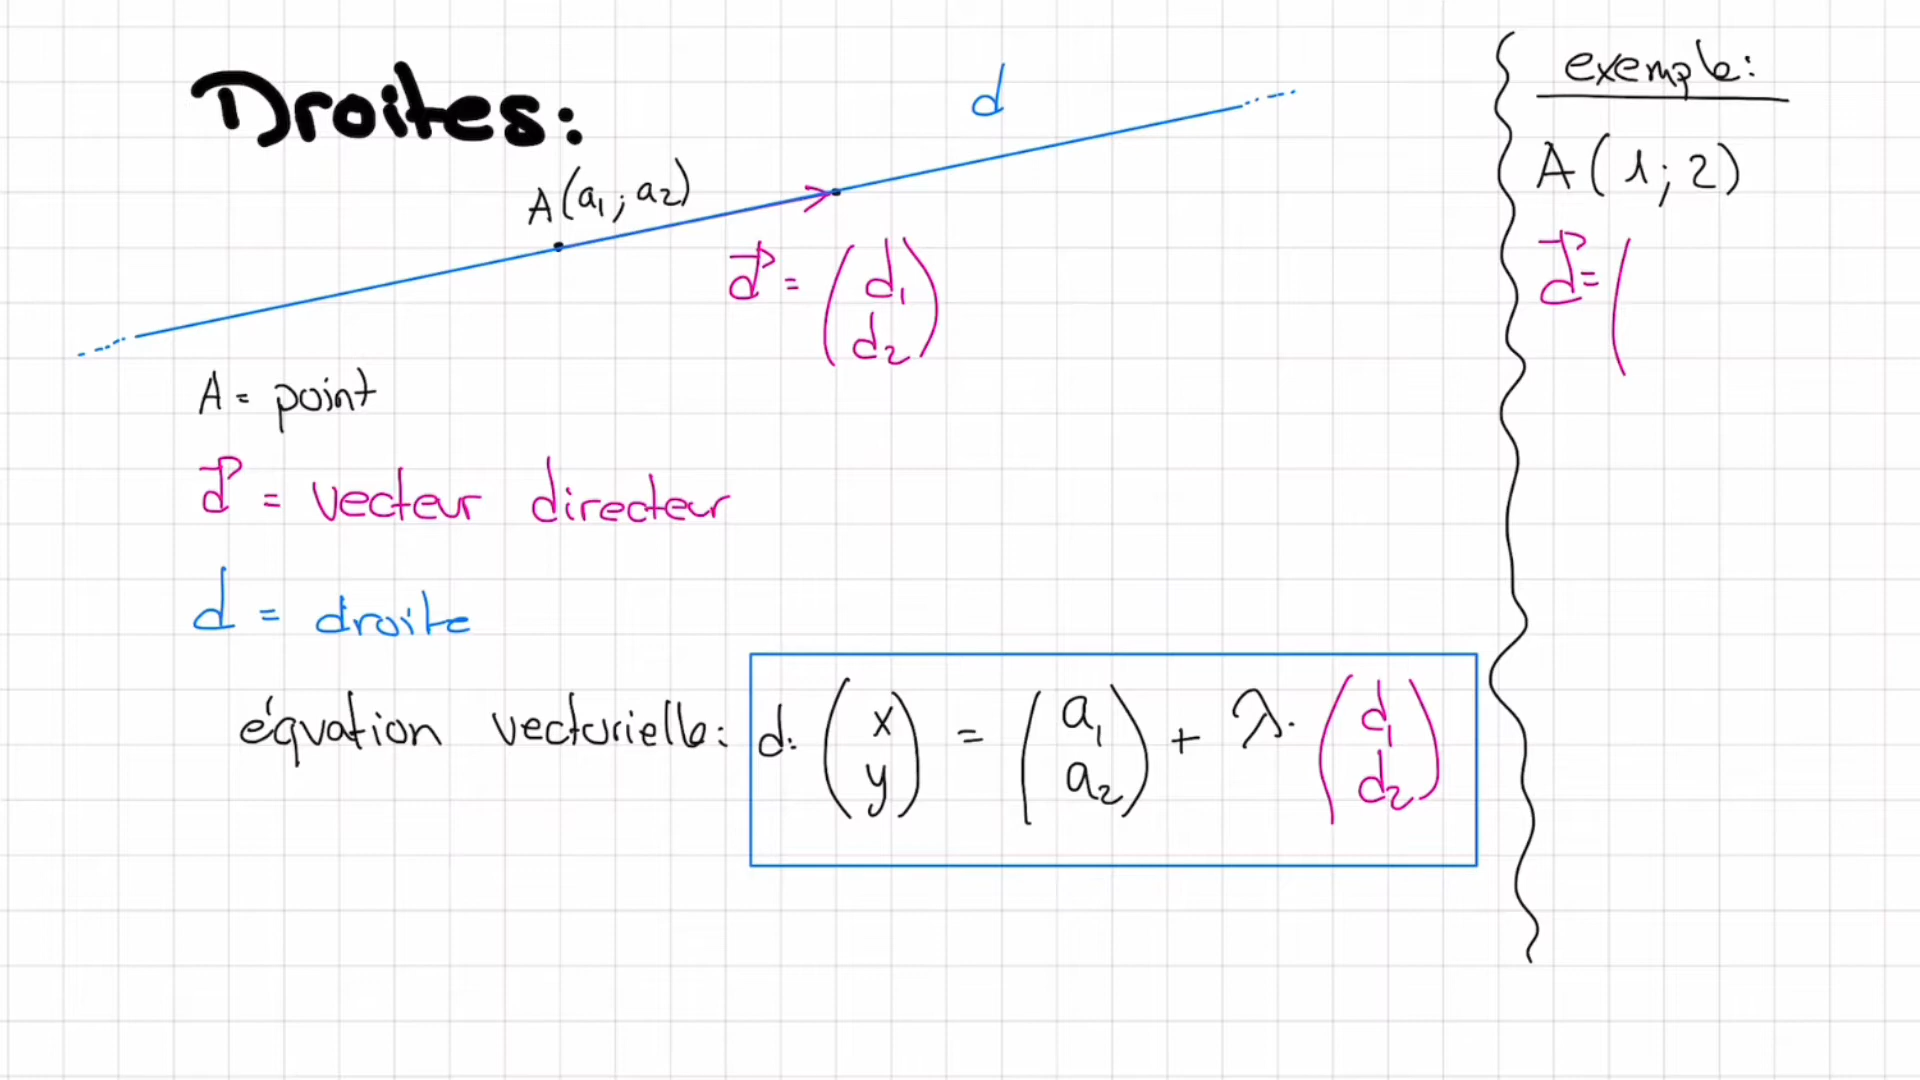 Droites:
d
A(a₁; a₂)
d⃗ = (d₁
d₂)
A = point
d⃗ = vecteur directeur
d = droite
équation vectorielle: d: (x y) = (a₁ a₂) + λ· (d₁ d₂)
exemple:
A(1; 2)
d⃗ = (